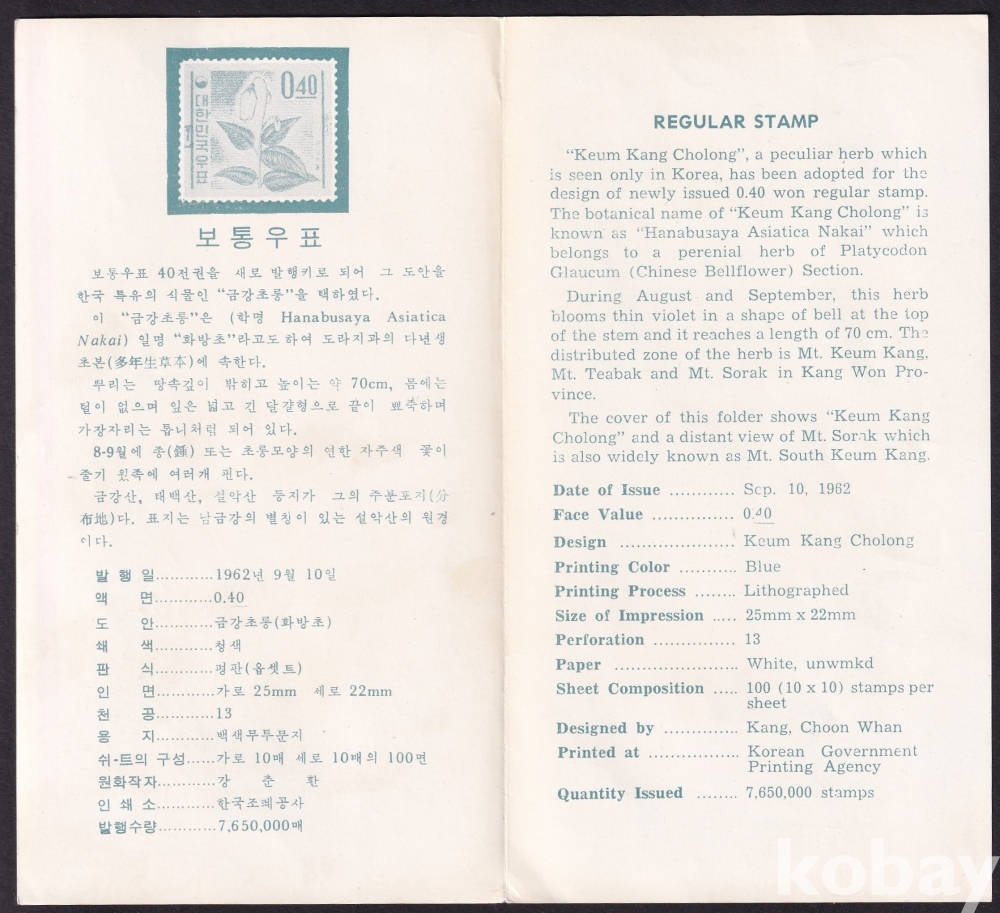 0.40
대한민국우표
보통우표
보통우표 40전권을 새로 발행키로 되어 그 도안을
한국 특유의 식물인 “금강초롱”을 택하였다.
이 “금강초롱”은 (학명 Hanabusaya Asiatica
Nakai) 일명 “화방초”라고도하여 도라지과의 다년생
초본(多年生草本)에 속한다.
뿌리는 땅속깊이 밖히고 높이는 약 70cm, 몸에는
털이 없으며 잎은 넓고 긴 달걀형으로 끝이 뾰죽하며
가장자리는 톱니처럼 되어 있다.
8-9월에 종(鍾) 또는 초롱모양의 연한 자주색 꽃이
줄기 윗쪽에 여러개 핀다.
금강산, 태백산, 설악산 등지가 그의 주분포지(分
布地)다. 표지는 남금강의 별칭이 있는 설악산의 원경
이다.
발 행 일............1962년 9월 10일
액 면............0.40
도 안............금강초롱(화방초)
쇄 색............청색
판 식............평판(옵셋트)
인 면............가로 25mm 세로 22mm
천 공............13
용 지............백색무투문지
쉬-트의 구성......가로 10매 세로 10매의 100면
원화작자............강 춘 환
인 쇄 소............한국조폐공사
발행수량............7,650,000매
REGULAR STAMP
“Keum Kang Cholong”, a peculiar herb which
is seen only in Korea, has been adopted for the
design of newly issued 0.40 won regular stamp.
The botanical name of “Keum Kang Cholong” is
known as “Hanabusaya Asiatica Nakai” which
belongs to a perenial herb of Platycodon
Glaucum (Chinese Bellflower) Section.
During August and September, this herb
blooms thin violet in a shape of bell at the top
of the stem and it reaches a length of 70 cm. The
distributed zone of the herb is Mt. Keum Kang,
Mt. Teabak and Mt. Sorak in Kang Won Pro-
vince.
The cover of this folder shows “Keum Kang
Cholong” and a distant view of Mt. Sorak which
is also widely known as Mt. South Keum Kang.
Date of Issue ............ Sep. 10, 1962
Face Value ............... 0.40
Design ..................... Keum Kang Cholong
Printing Color ........... Blue
Printing Process ........ Lithographed
Size of Impression ..... 25mm x 22mm
Perforation ............... 13
Paper ....................... White, unwmkd
Sheet Composition ..... 100 (10 x 10) stamps per
sheet
Designed by .............. Kang, Choon Whan
Printed at ................. Korean Government
Printing Agency
Quantity Issued ........ 7,650,000 stamps
kobay